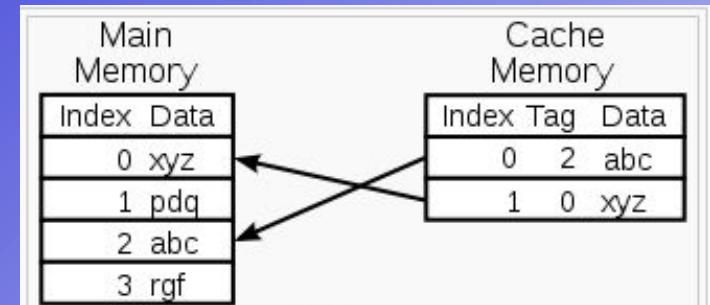 Main
Memory
Index Data
0 xyz
1 pdq
2 abc
3 rgf
Cache
Memory
Index Tag Data
0 2 abc
1 0 xyz